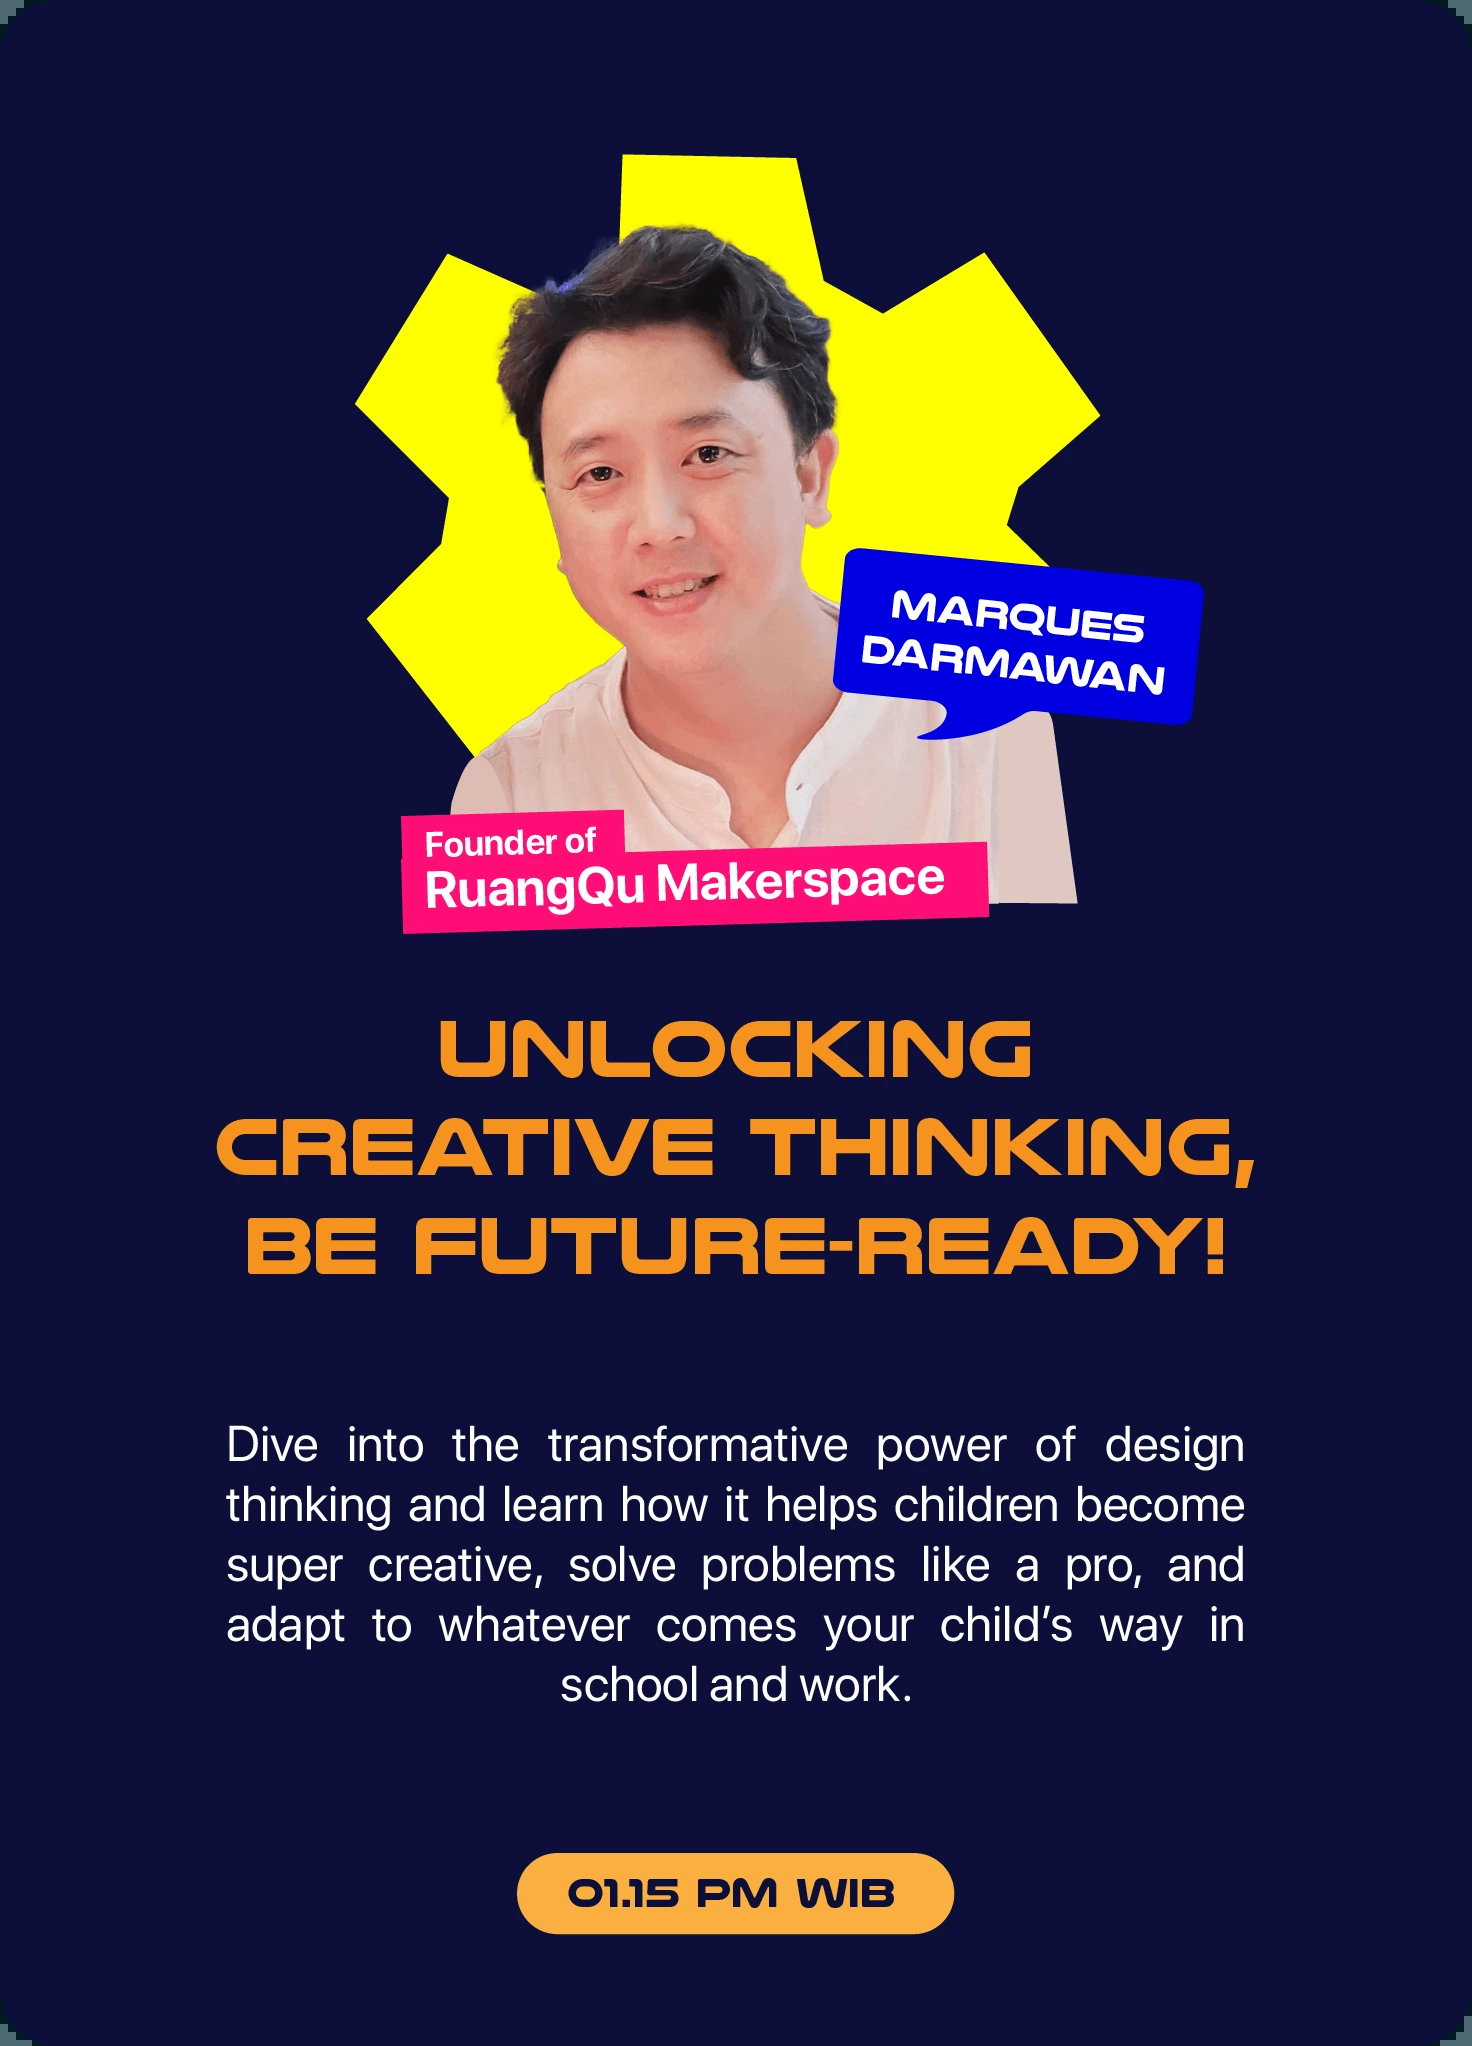 MARQUES
DARMAWAN
Founder of
RuangQu Makerspace
UNLOCKING
CREATIVE THINKING,
BE FUTURE-READY!
Dive into the transformative power of design
thinking and learn how it helps children become
super creative, solve problems like a pro, and
adapt to whatever comes your child’s way in
school and work.
01.15 PM WIB